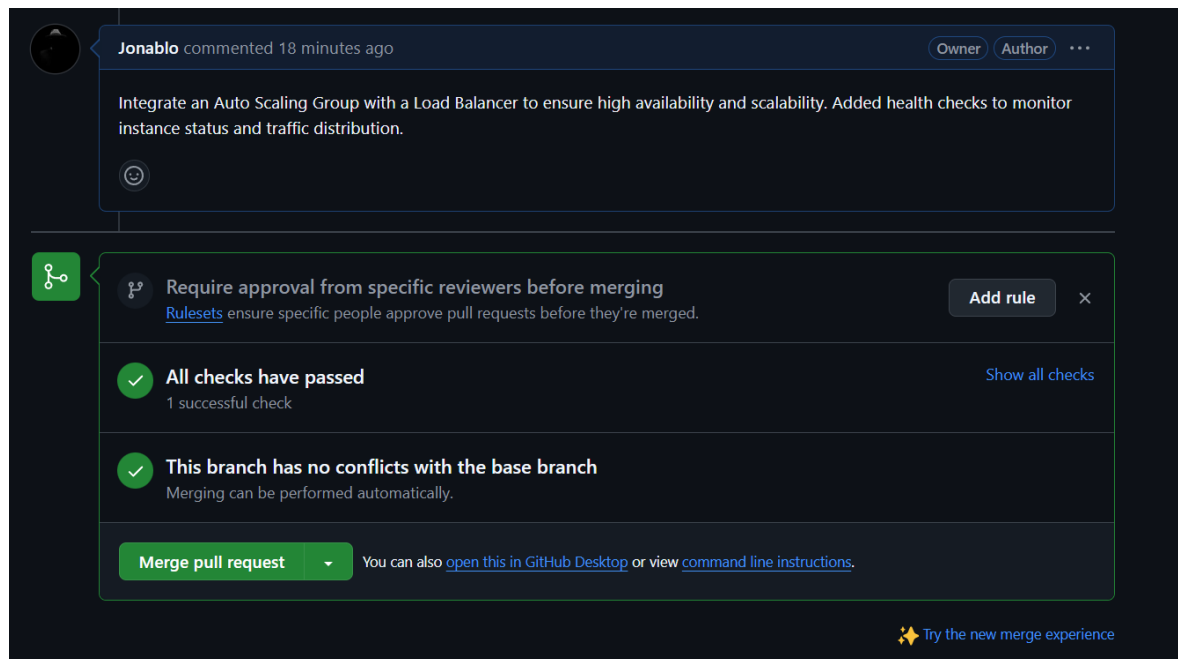 Jonablo commented 18 minutes ago Owner Author
Integrate an Auto Scaling Group with a Load Balancer to ensure high availability and scalability. Added health checks to monitor
instance status and traffic distribution.
Require approval from specific reviewers before merging
Rulesets ensure specific people approve pull requests before they're merged.
Add rule
All checks have passed
1 successful check
Show all checks
This branch has no conflicts with the base branch
Merging can be performed automatically.
Merge pull request You can also open this in GitHub Desktop or view command line instructions.
Try the new merge experience